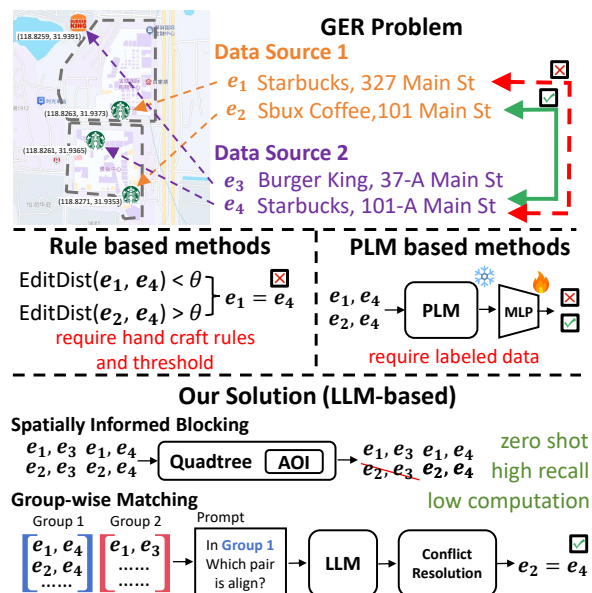 GER Problem
BURGER KING
(118.8259, 31.9391)
Data Source 1
e₁ Starbucks, 327 Main St
(118.8263, 31.9373)
e₂ Sbux Coffee,101 Main St
(118.8261, 31.9365)
Data Source 2
e₃ Burger King, 37-A Main St
(118.8271, 31.9353)
e₄ Starbucks, 101-A Main St
Rule based methods
EditDist(e₁, e₄) < θ
EditDist(e₂, e₄) > θ
e₁ = e₄
require hand craft rules
and threshold
PLM based methods
e₁, e₄
e₂, e₄
PLM
MLP
require labeled data
Our Solution (LLM-based)
Spatially Informed Blocking
e₁, e₃ e₁, e₄
e₂, e₃ e₂, e₄
Quadtree
AOI
e₁, e₃ e₁, e₄
e₂, e₃ e₂, e₄
zero shot
high recall
low computation
Group-wise Matching
Group 1
e₁, e₄
e₂, e₄
......
Group 2
e₁, e₃
......
......
Prompt
In Group 1
Which pair
is align?
LLM
Conflict
Resolution
e₂ = e₄